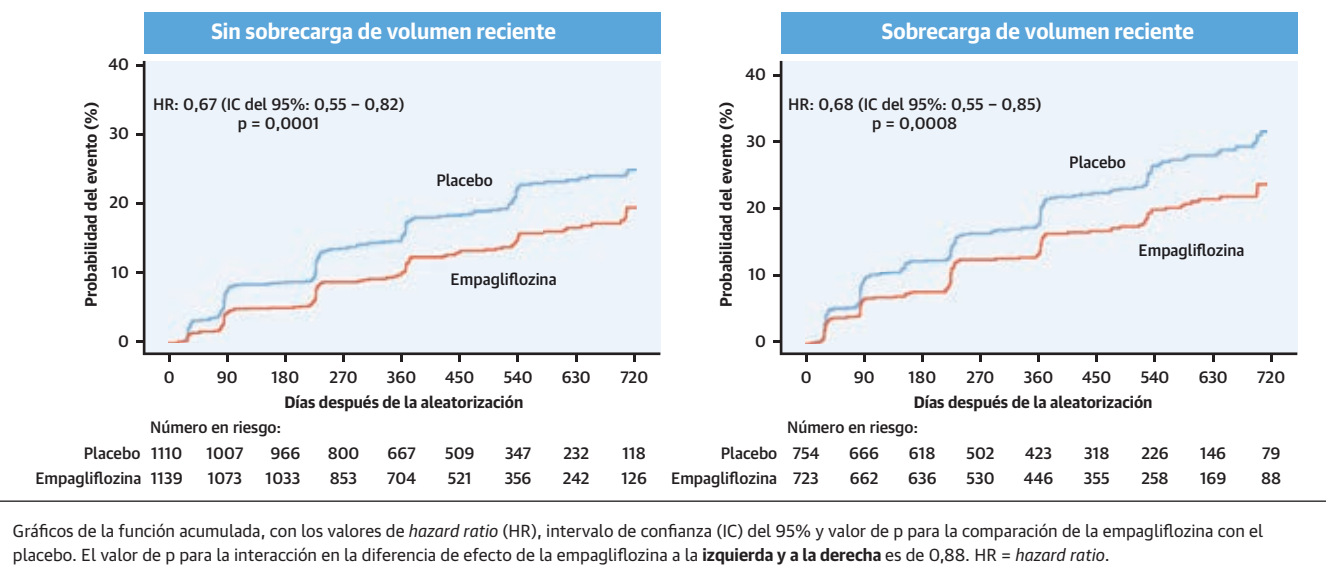 Sin sobrecarga de volumen reciente
Probabilidad del evento (%)
40
30
20
10
0
HR: 0,67 (IC del 95%: 0,55 – 0,82)
p = 0,0001
Placebo
Empagliflozina
0 90 180 270 360 450 540 630 720
Días después de la aleatorización
Número en riesgo:
Placebo 1110 1007 966 800 667 509 347 232 118
Empagliflozina 1139 1073 1033 853 704 521 356 242 126
Sobrecarga de volumen reciente
Probabilidad del evento (%)
40
30
20
10
0
HR: 0,68 (IC del 95%: 0,55 – 0,85)
p = 0,0008
Placebo
Empagliflozina
0 90 180 270 360 450 540 630 720
Días después de la aleatorización
Número en riesgo:
Placebo 754 666 618 502 423 318 226 146 79
Empagliflozina 723 662 636 530 446 355 258 169 88
Gráficos de la función acumulada, con los valores de hazard ratio (HR), intervalo de confianza (IC) del 95% y valor de p para la comparación de la empagliflozina con el
placebo. El valor de p para la interacción en la diferencia de efecto de la empagliflozina a la izquierda y a la derecha es de 0,88. HR = hazard ratio.